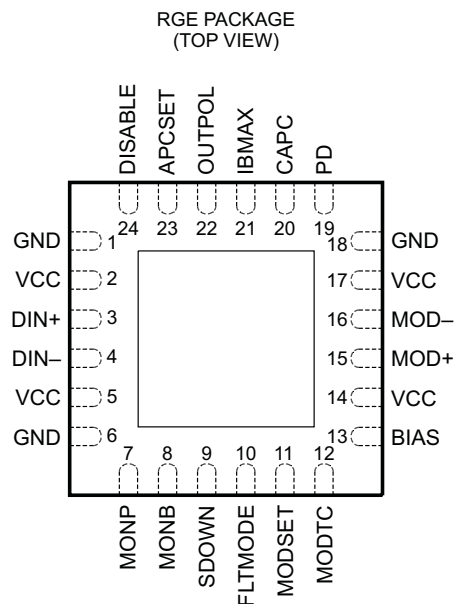 RGE PACKAGE
(TOP VIEW)
DISABLE APCSET OUTPOL IBMAX CAPC PD
24 23 22 21 20 19
GND 1 18 GND
VCC 2 17 VCC
DIN+ 3 16 MOD–
DIN– 4 15 MOD+
VCC 5 14 VCC
GND 6 13 BIAS
7 8 9 10 11 12
MONP MONB SDOWN FLTMODE MODSET MODTC